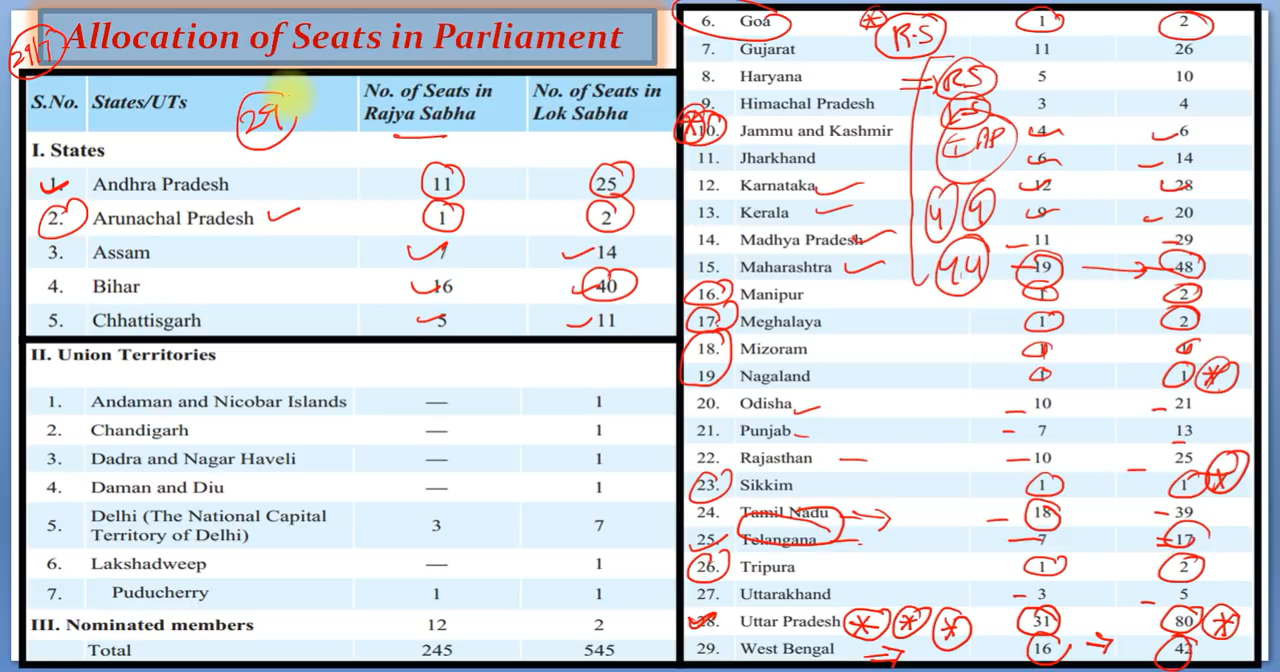 Allocation of Seats in Parliament
29/7
S.No. States/UTs No. of Seats in Rajya Sabha No. of Seats in Lok Sabha
29
I. States
1. Andhra Pradesh 11 25
2. Arunachal Pradesh 1 2
3. Assam 7 14
4. Bihar 16 40
5. Chhattisgarh 5 11
II. Union Territories
1. Andaman and Nicobar Islands — 1
2. Chandigarh — 1
3. Dadra and Nagar Haveli — 1
4. Daman and Diu — 1
5. Delhi (The National Capital Territory of Delhi) 3 7
6. Lakshadweep — 1
7. Puducherry 1 1
III. Nominated members 12 2
Total 245 545
6. Goa 1 2
R.S
7. Gujarat 11 26
8. Haryana 5 10
RS
9. Himachal Pradesh 3 4
10. Jammu and Kashmir 4 6
11. Jharkhand 6 14
12. Karnataka 12 28
13. Kerala 9 20
14. Madhya Pradesh 11 29
15. Maharashtra 19 48
16. Manipur 1 2
17. Meghalaya 1 2
18. Mizoram 1 1
19 Nagaland 1 1
20. Odisha 10 21
21. Punjab 7 13
22. Rajasthan 10 25
23. Sikkim 1 1
24. Tamil Nadu 18 39
25. Telangana 7 17
26. Tripura 1 2
27. Uttarakhand 3 5
28. Uttar Pradesh 31 80
29. West Bengal 16 42